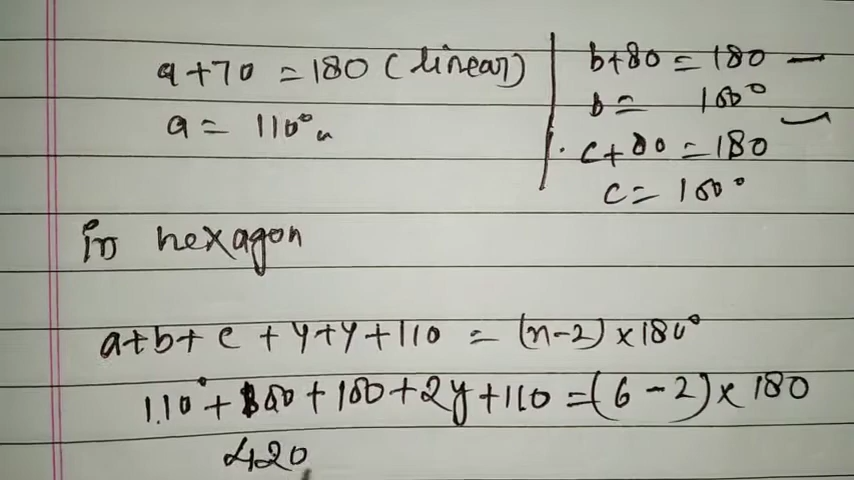 a+70 = 180 (linear)
a = 110°
b+80 = 180
b = 100°
c+80 = 180
c = 100°
in hexagon
a+b+c+y+y+110 = (n-2)×180°
110°+100+100+2y+110 = (6-2)×180
420